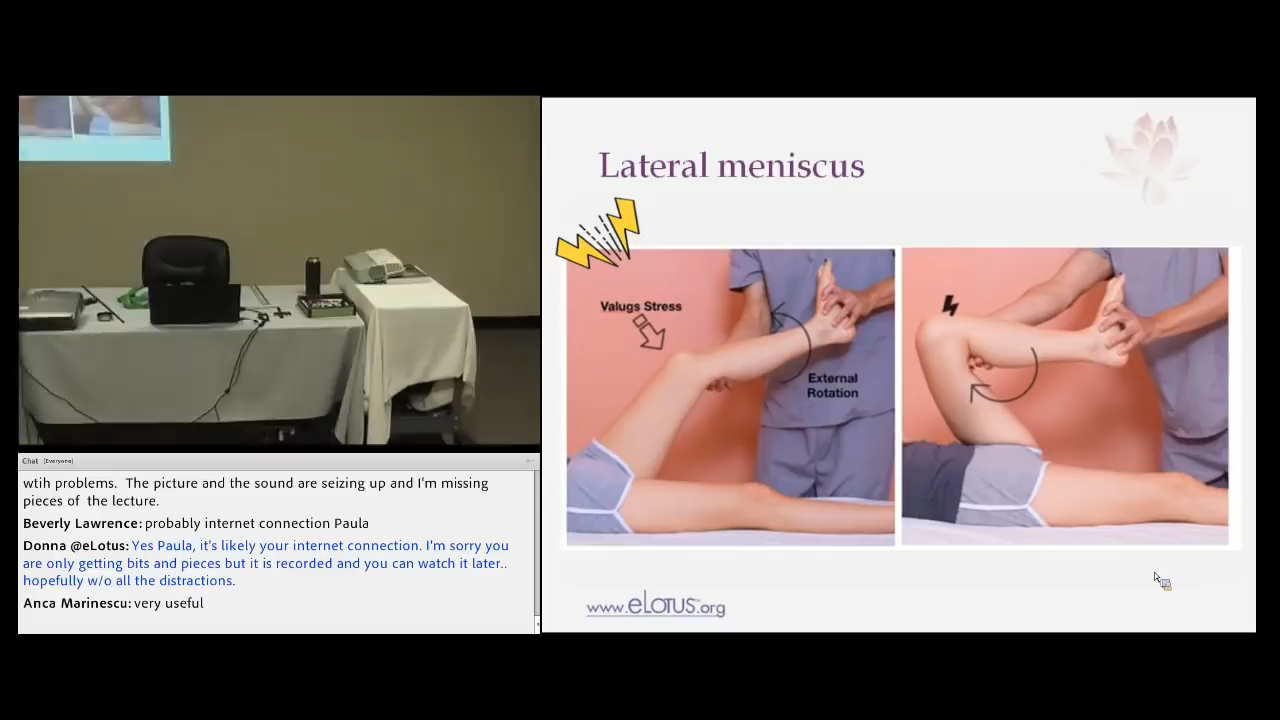 Lateral meniscus
Valugs Stress
External
Rotation
www.eLOTUS.org
Chat (Everyone)
wtih problems. The picture and the sound are seizing up and I'm missing
pieces of the lecture.
Beverly Lawrence: probably internet connection Paula
Donna @eLotus: Yes Paula, it's likely your internet connection. I'm sorry you
are only getting bits and pieces but it is recorded and you can watch it later..
hopefully w/o all the distractions.
Anca Marinescu: very useful